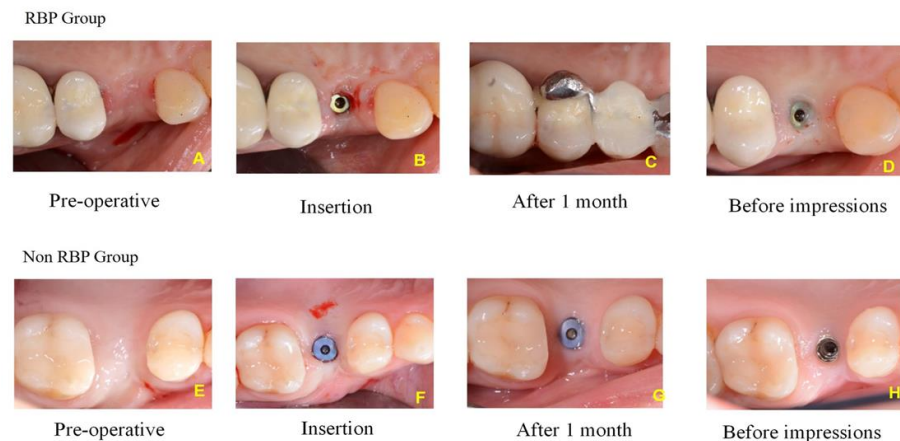 RBP Group
A
B
C
D
Pre-operative
Insertion
After 1 month
Before impressions
Non RBP Group
E
F
G
H
Pre-operative
Insertion
After 1 month
Before impressions